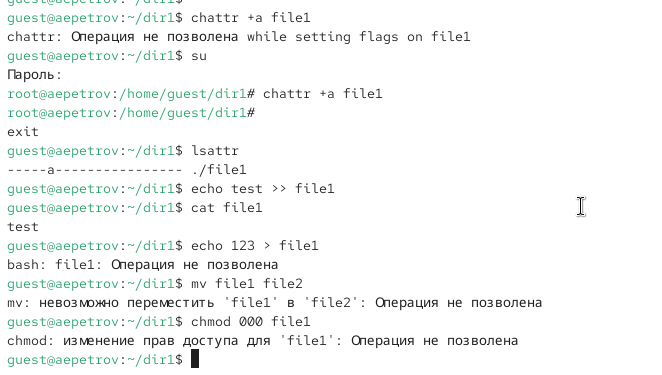 guest@aepetrov:~/dir1$ chattr +a file1
chattr: Операция не позволена while setting flags on file1
guest@aepetrov:~/dir1$ su
Пароль:
root@aepetrov:/home/guest/dir1# chattr +a file1
root@aepetrov:/home/guest/dir1#
exit
guest@aepetrov:~/dir1$ lsattr
-----a---------------- ./file1
guest@aepetrov:~/dir1$ echo test >> file1
guest@aepetrov:~/dir1$ cat file1
test
guest@aepetrov:~/dir1$ echo 123 > file1
bash: file1: Операция не позволена
guest@aepetrov:~/dir1$ mv file1 file2
mv: невозможно переместить 'file1' в 'file2': Операция не позволена
guest@aepetrov:~/dir1$ chmod 000 file1
chmod: изменение прав доступа для 'file1': Операция не позволена
guest@aepetrov:~/dir1$